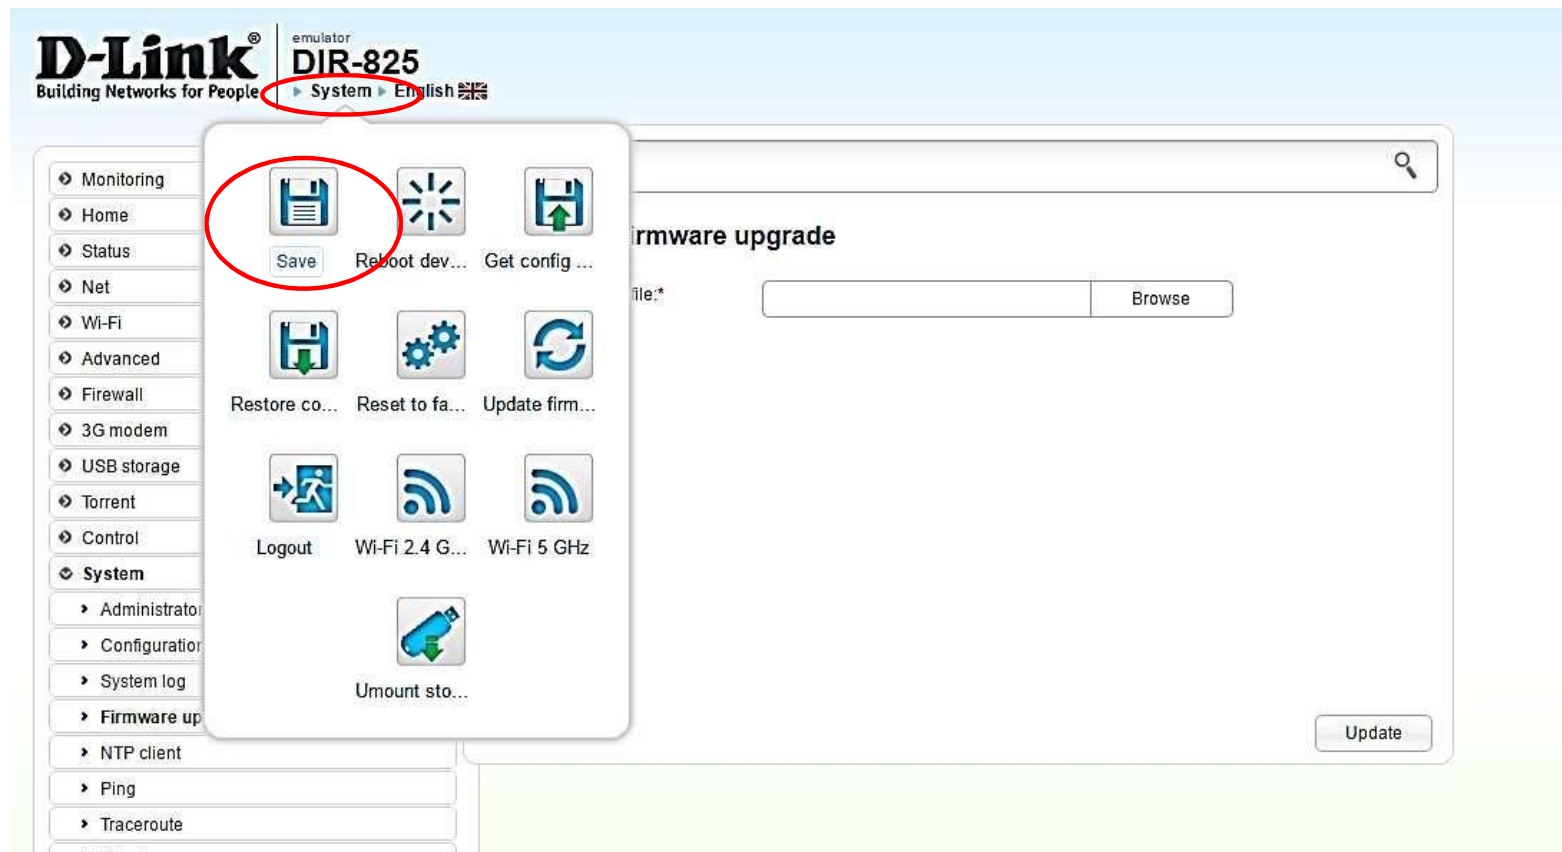 D-Link®
Building Networks for People
emulator
DIR-825
System English
Monitoring
Home
Status
Net
Wi-Fi
Advanced
Firewall
3G modem
USB storage
Torrent
Control
System
Administrator
Configuration
System log
Firmware up
NTP client
Ping
Traceroute
Save
Reboot dev...
Get config ...
Restore co...
Reset to fa...
Update firm...
Logout
Wi-Fi 2.4 G...
Wi-Fi 5 GHz
Umount sto...
irmware upgrade
file:*
Browse
Update